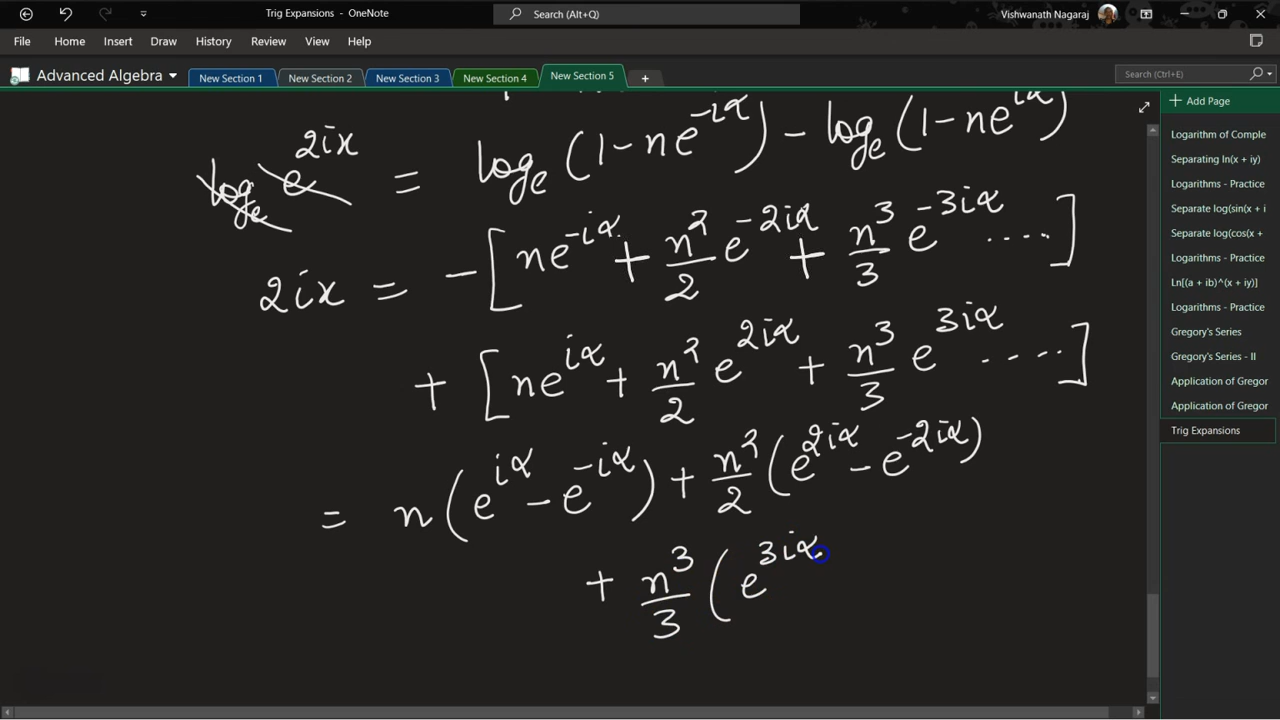 Trig Expansions - OneNote
Search (Alt+Q)
Vishwanath Nagaraj
File Home Insert Draw History Review View Help
Advanced Algebra
New Section 1 New Section 2 New Section 3 New Section 4 New Section 5 +
Search (Ctrl+E)
+ Add Page
Logarithm of Comple
Separating ln(x + iy)
Logarithms - Practice
Separate log(sin(x + i
Separate log(cos(x +
Logarithms - Practice
Ln[(a + ib)^(x + iy)]
Logarithms - Practice
Gregory's Series
Gregory's Series - II
Application of Gregor
Application of Gregor
Trig Expansions
logₑ e^{2ix} = logₑ (1 - ne^{-iα}) - logₑ (1 - ne^{iα})
2ix = - [ne^{-iα} + n²/2 e^{-2iα} + n³/3 e^{-3iα} ....]
+ [ne^{iα} + n²/2 e^{2iα} + n³/3 e^{3iα} ....]
= n(e^{iα} - e^{-iα}) + n²/2 (e^{2iα} - e^{-2iα})
+ n³/3 (e^{3iα}